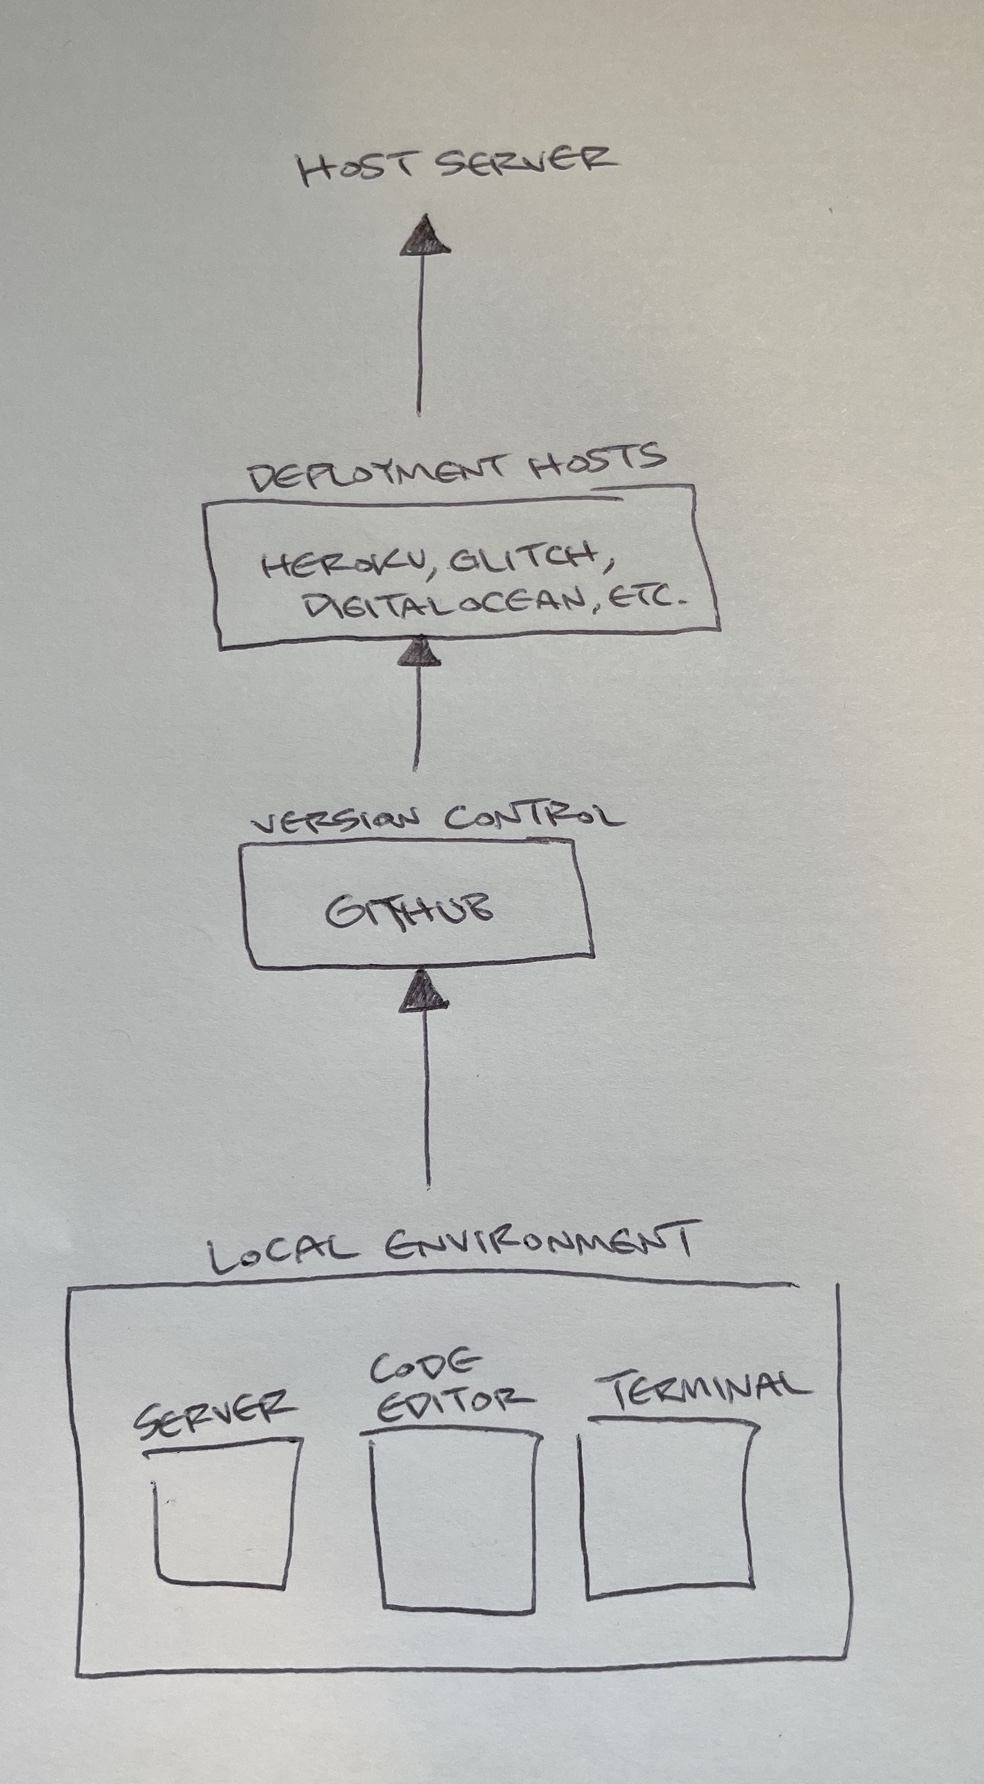 HOST SERVER
DEPLOYMENT HOSTS
HEROKU, GLITCH,
DIGITALOCEAN, ETC.
VERSION CONTROL
GITHUB
LOCAL ENVIRONMENT
SERVER
CODE
EDITOR
TERMINAL